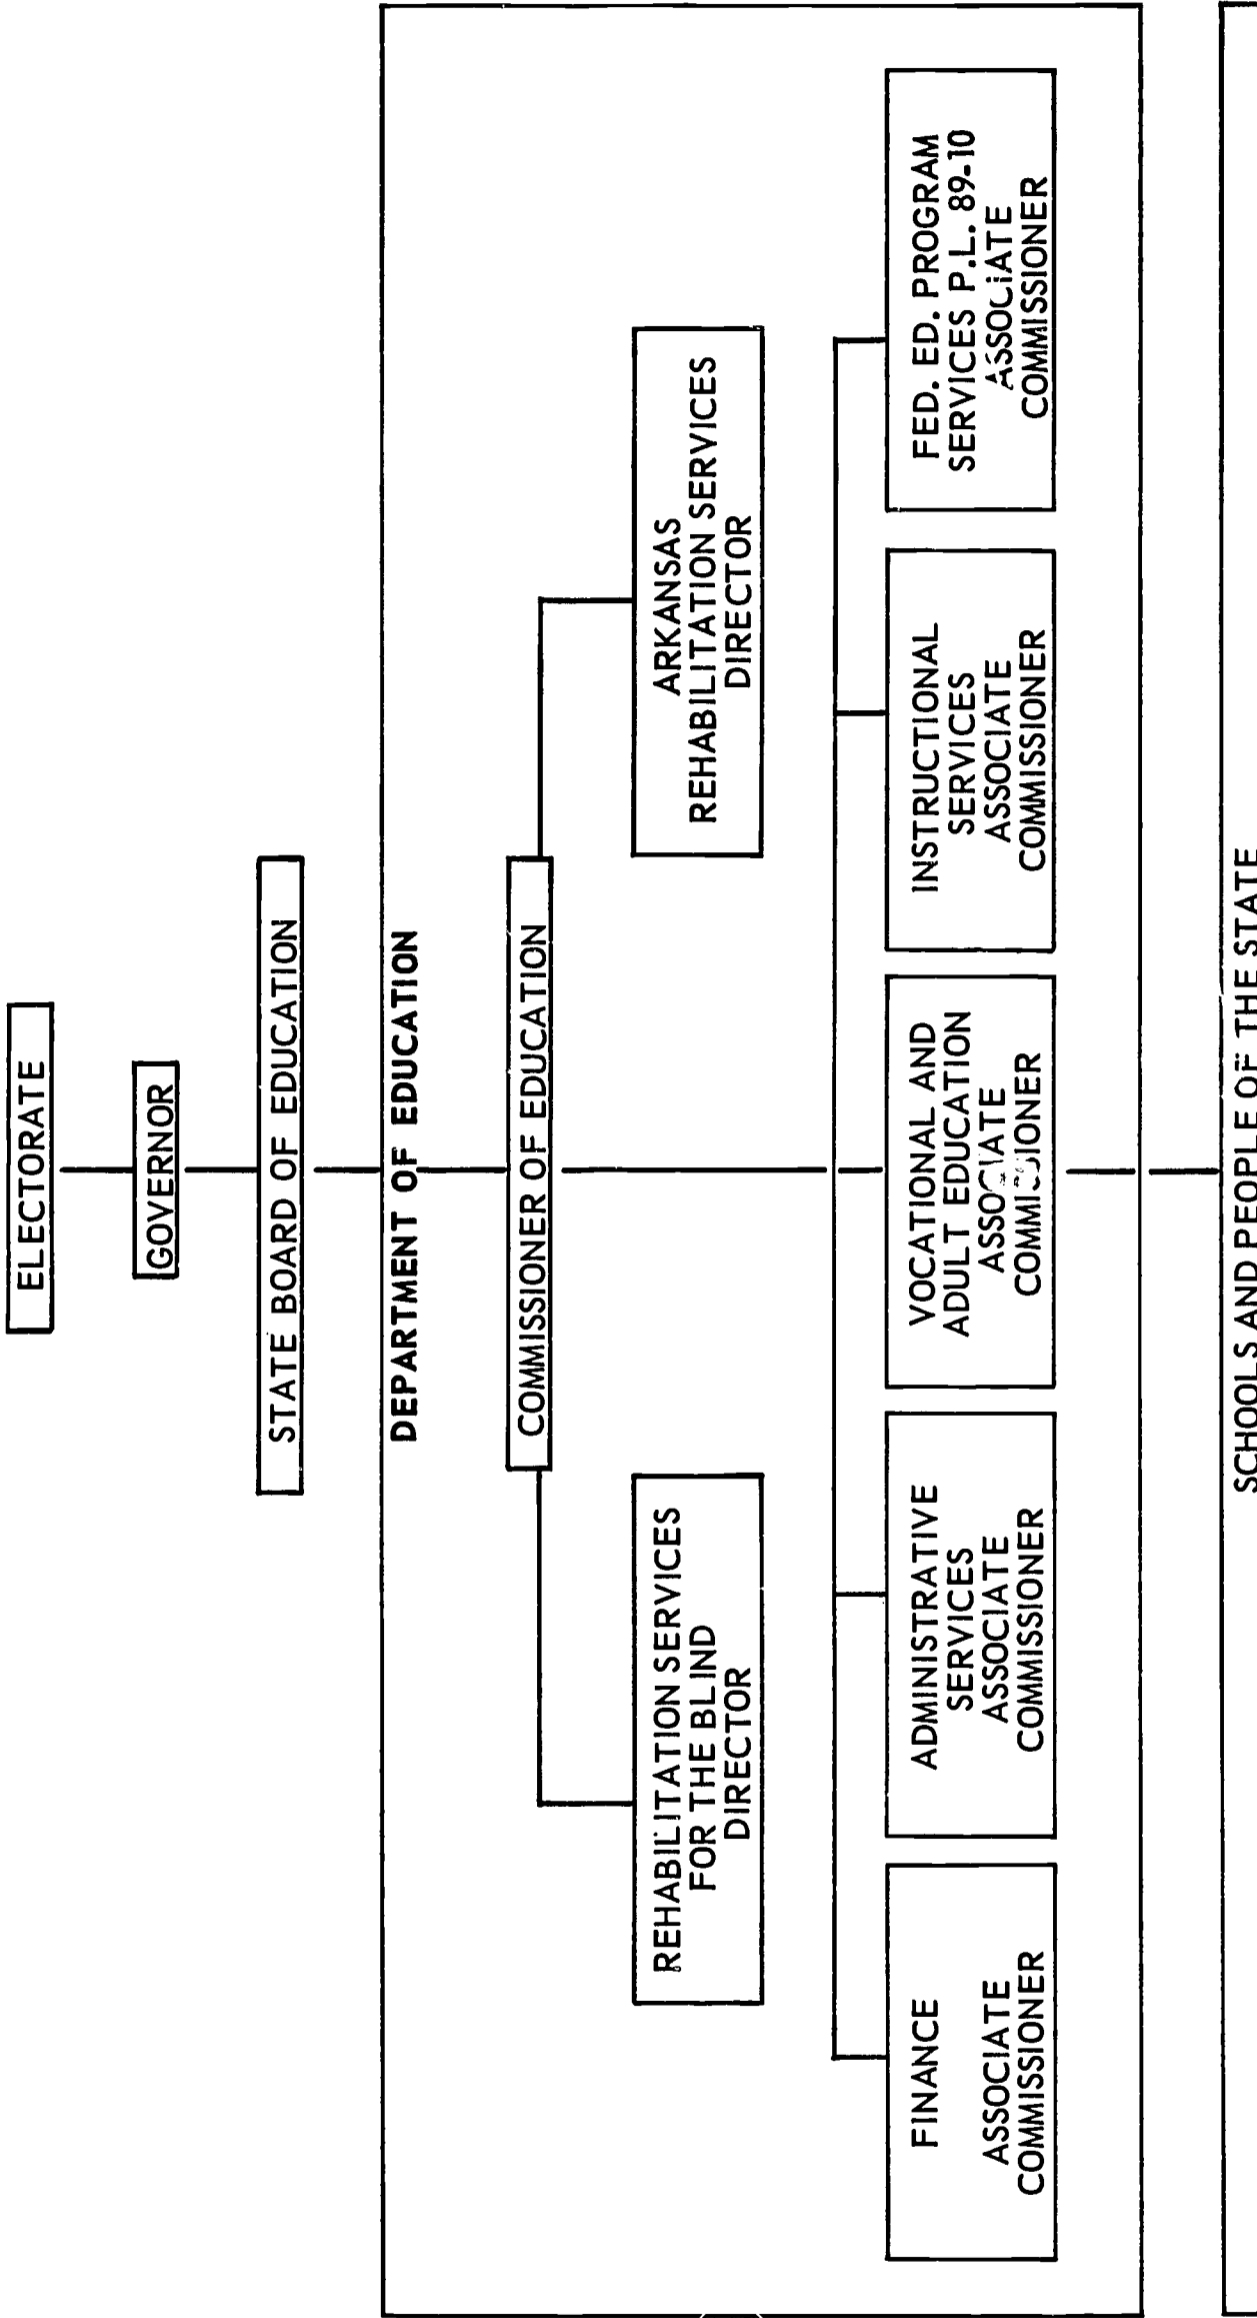 ELECTORATE
GOVERNOR
STATE BOARD OF EDUCATION
DEPARTMENT OF EDUCATION
COMMISSIONER OF EDUCATION
REHABILITATION SERVICES
FOR THE BLIND
DIRECTOR
ARKANSAS
REHABILITATION SERVICES
DIRECTOR
FINANCE
ASSOCIATE
COMMISSIONER
ADMINISTRATIVE
SERVICES
ASSOCIATE
COMMISSIONER
VOCATIONAL AND
ADULT EDUCATION
ASSOCIATE
COMMISSIONER
INSTRUCTIONAL
SERVICES
ASSOCIATE
COMMISSIONER
FED. ED. PROGRAM
SERVICES P.L. 89-10
ASSOCIATE
COMMISSIONER
SCHOOLS AND PEOPLE OF THE STATE